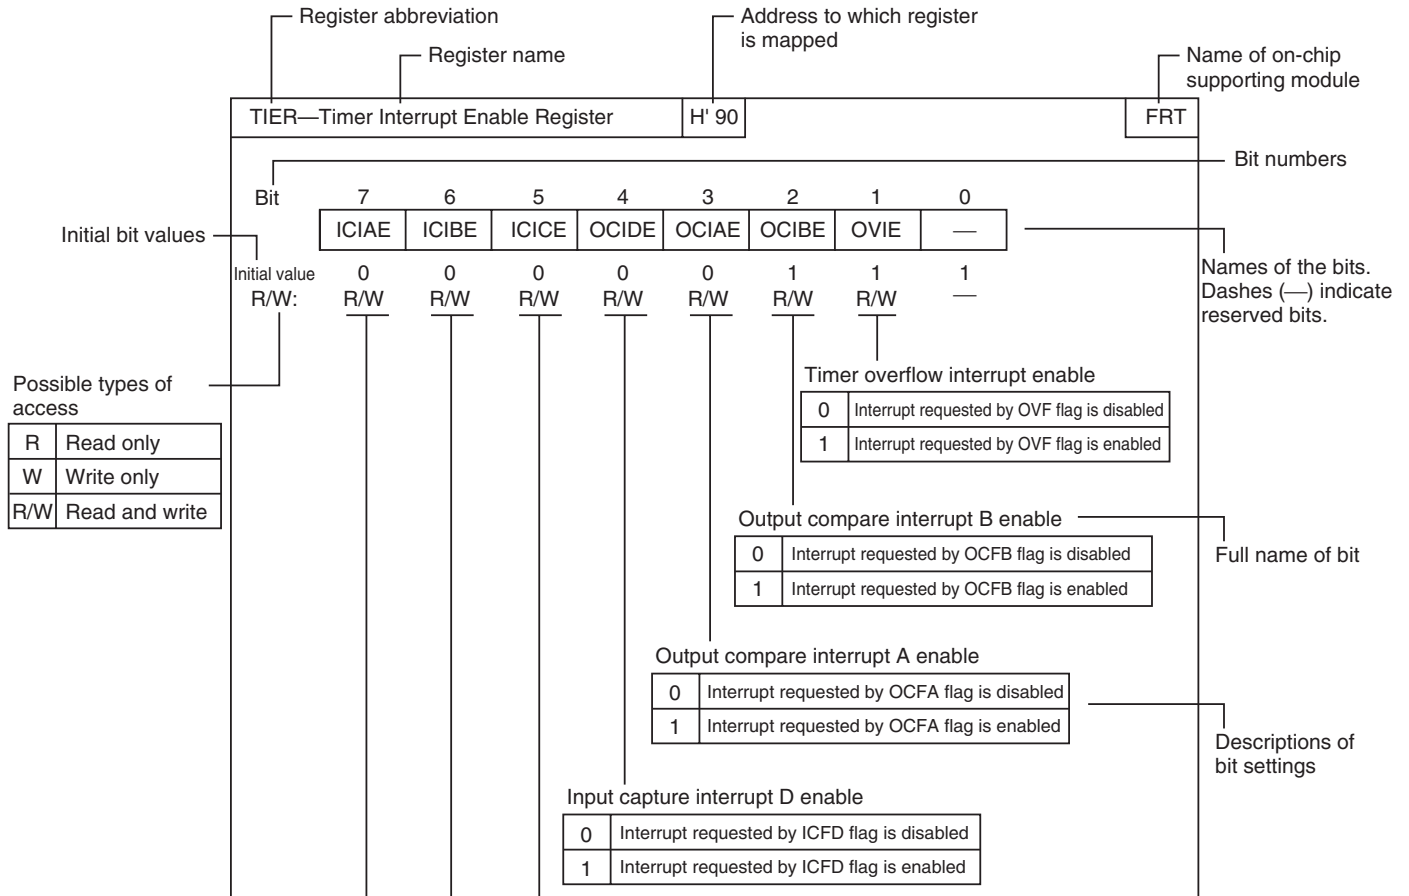 Register abbreviation
Register name
Address to which register
is mapped
Name of on-chip
supporting module
TIER—Timer Interrupt Enable Register
H' 90
FRT
Bit numbers
Bit 7 6 5 4 3 2 1 0
ICIAE ICIBE ICICE OCIDE OCIAE OCIBE OVIE —
Initial bit values
Initial value 0 0 0 0 0 1 1 1
R/W: R/W R/W R/W R/W R/W R/W R/W —
Names of the bits.
Dashes (—) indicate
reserved bits.
Possible types of
access
R Read only
W Write only
R/W Read and write
Timer overflow interrupt enable
0 Interrupt requested by OVF flag is disabled
1 Interrupt requested by OVF flag is enabled
Output compare interrupt B enable
0 Interrupt requested by OCFB flag is disabled
1 Interrupt requested by OCFB flag is enabled
Full name of bit
Output compare interrupt A enable
0 Interrupt requested by OCFA flag is disabled
1 Interrupt requested by OCFA flag is enabled
Descriptions of
bit settings
Input capture interrupt D enable
0 Interrupt requested by ICFD flag is disabled
1 Interrupt requested by ICFD flag is enabled